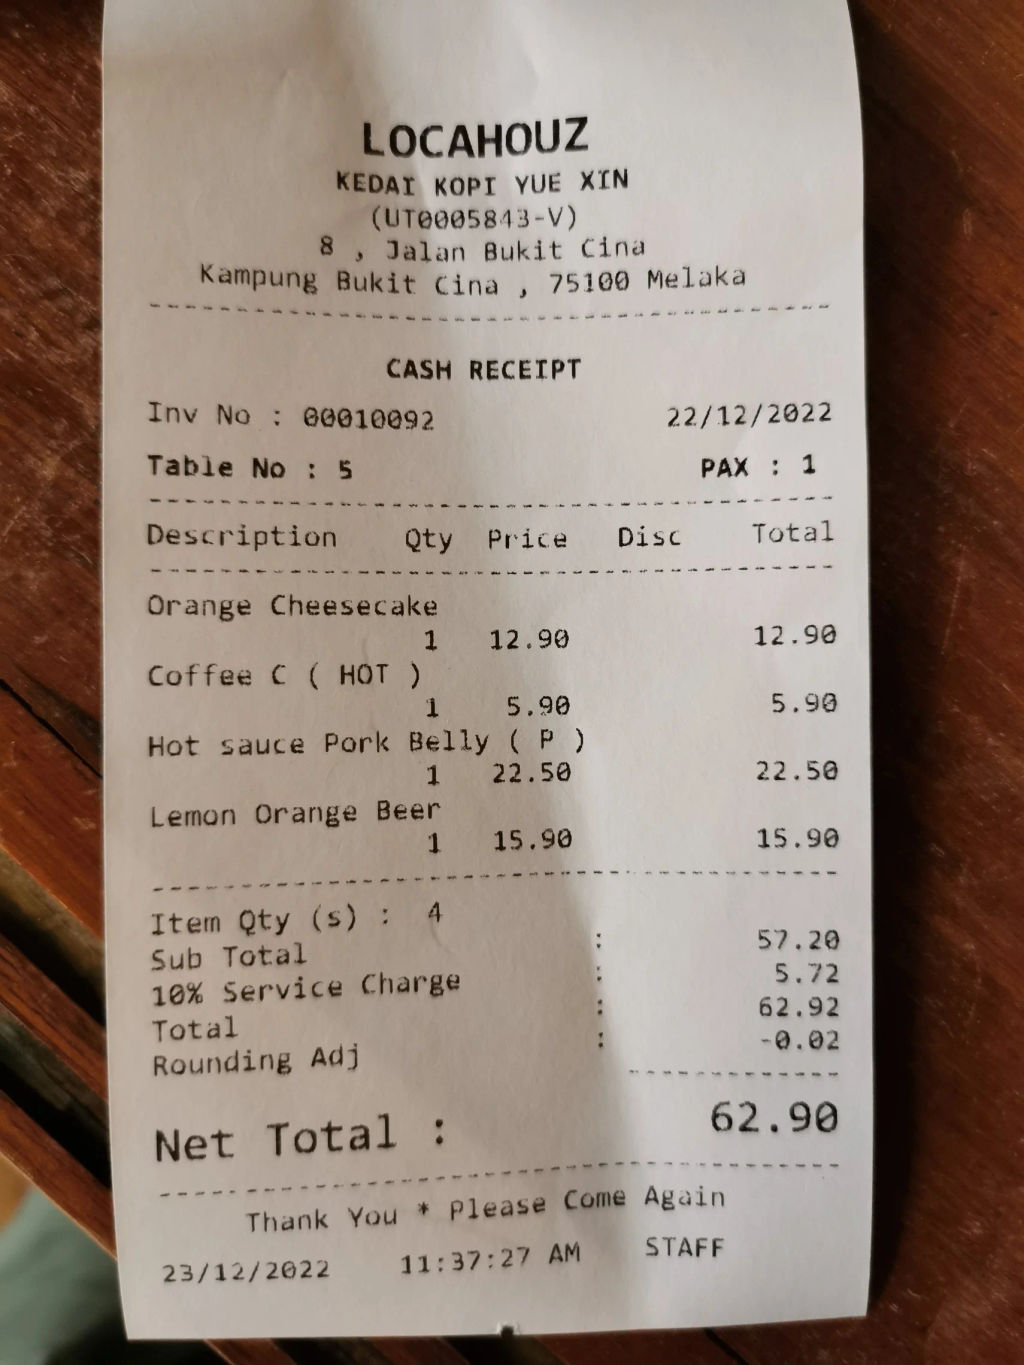 LOCAHOUZ
KEDAI KOPI YUE XIN
(UT0005843-V)
8 , Jalan Bukit Cina
Kampung Bukit Cina , 75100 Melaka
CASH RECEIPT
Inv No : 00010092 22/12/2022
Table No : 5 PAX : 1
Description Qty Price Disc Total
Orange Cheesecake
1 12.90 12.90
Coffee C ( HOT )
1 5.90 5.90
Hot sauce Pork Belly ( P )
1 22.50 22.50
Lemon Orange Beer
1 15.90 15.90
Item Qty (s) : 4
Sub Total : 57.20
10% Service Charge : 5.72
Total : 62.92
Rounding Adj : -0.02
Net Total : 62.90
Thank You * Please Come Again
23/12/2022 11:37:27 AM STAFF